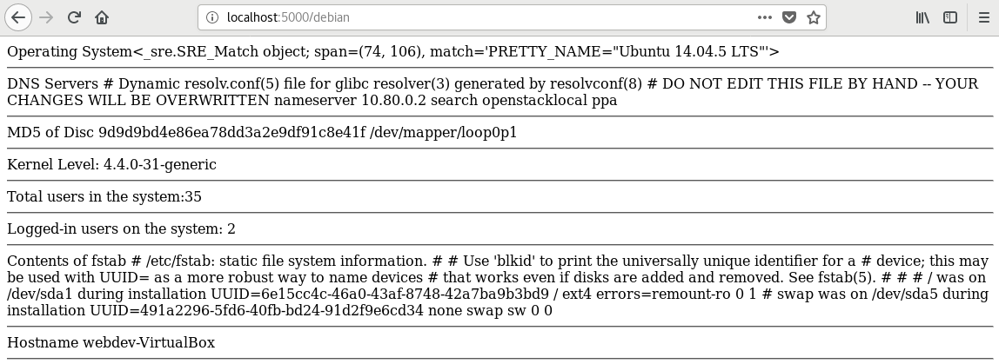 localhost:5000/debian
Operating System<_sre.SRE_Match object; span=(74, 106), match='PRETTY_NAME="Ubuntu 14.04.5 LTS"'>
DNS Servers # Dynamic resolv.conf(5) file for glibc resolver(3) generated by resolvconf(8) # DO NOT EDIT THIS FILE BY HAND -- YOUR
CHANGES WILL BE OVERWRITTEN nameserver 10.80.0.2 search openstacklocal ppa
MD5 of Disc 9d9d9bd4e86ea78dd3a2e9df91c8e41f /dev/mapper/loop0p1
Kernel Level: 4.4.0-31-generic
Total users in the system:35
Logged-in users on the system: 2
Contents of fstab # /etc/fstab: static file system information. # # Use 'blkid' to print the universally unique identifier for a # device; this may
be used with UUID= as a more robust way to name devices # that works even if disks are added and removed. See fstab(5). # # # / was on
/dev/sda1 during installation UUID=6e15cc4c-46a0-43af-8748-42a7ba9b3bd9 / ext4 errors=remount-ro 0 1 # swap was on /dev/sda5 during
installation UUID=491a2296-5fd6-40fb-bd24-91d2f9e6cd34 none swap sw 0 0
Hostname webdev-VirtualBox